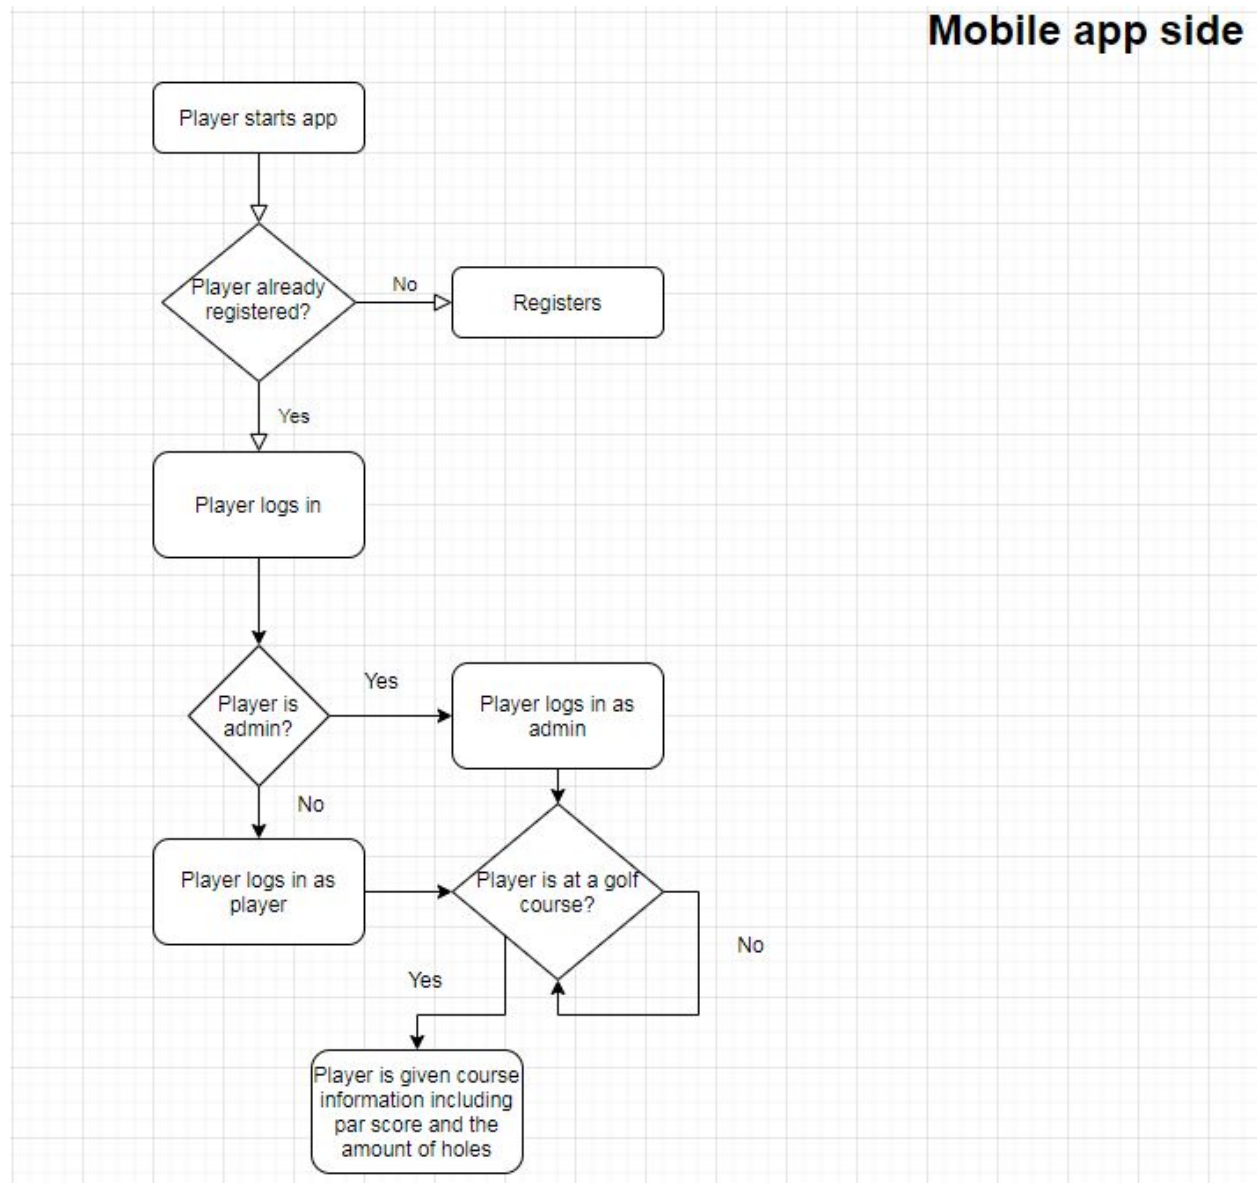 Mobile app side
Player starts app
Player already
registered?
No
Registers
Yes
Player logs in
Player is
admin?
Yes
Player logs in as
admin
No
Player logs in as
player
Player is at a golf
course?
No
Yes
Player is given course
information including
par score and the
amount of holes